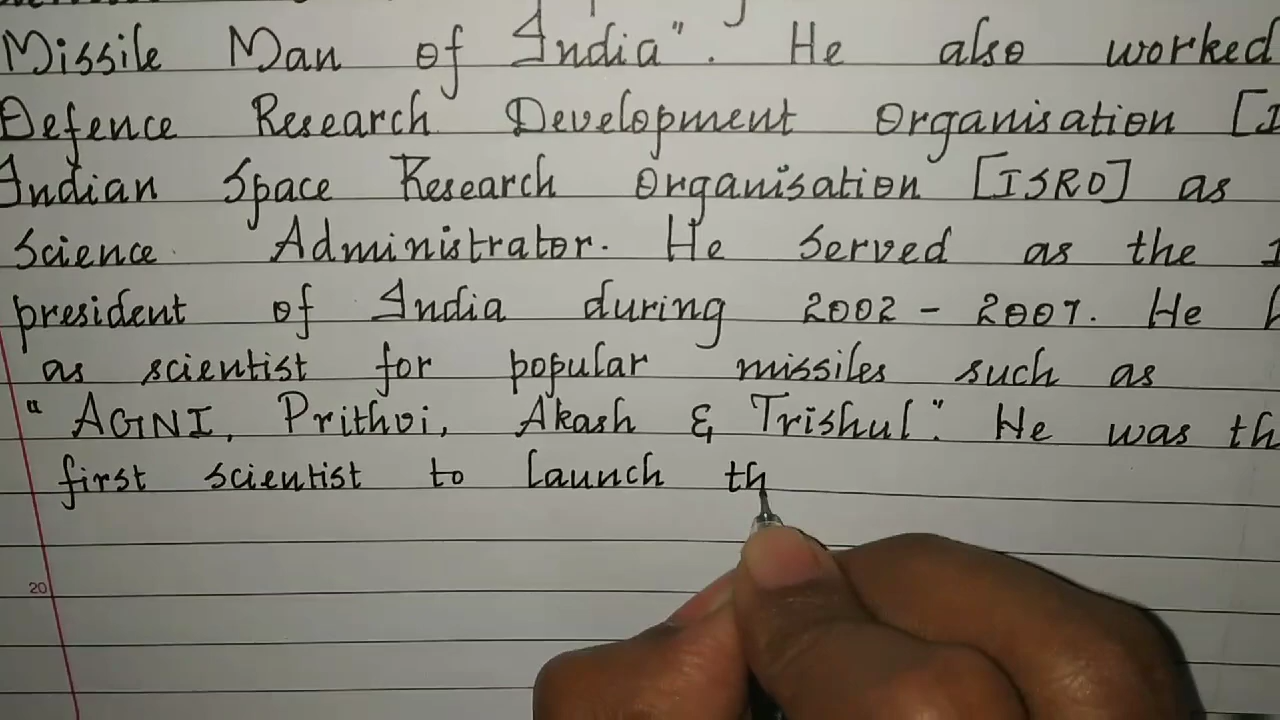 Missile Man of India". He also worked
Defence Research Development Organisation [
Indian Space Research Organisation [ISRO] as
Science Administrator. He served as the
president of India during 2002 - 2007. He
as scientist for popular missiles such as
"AGNI, Prithvi, Akash & Trishul". He was th
first scientist to launch th
20